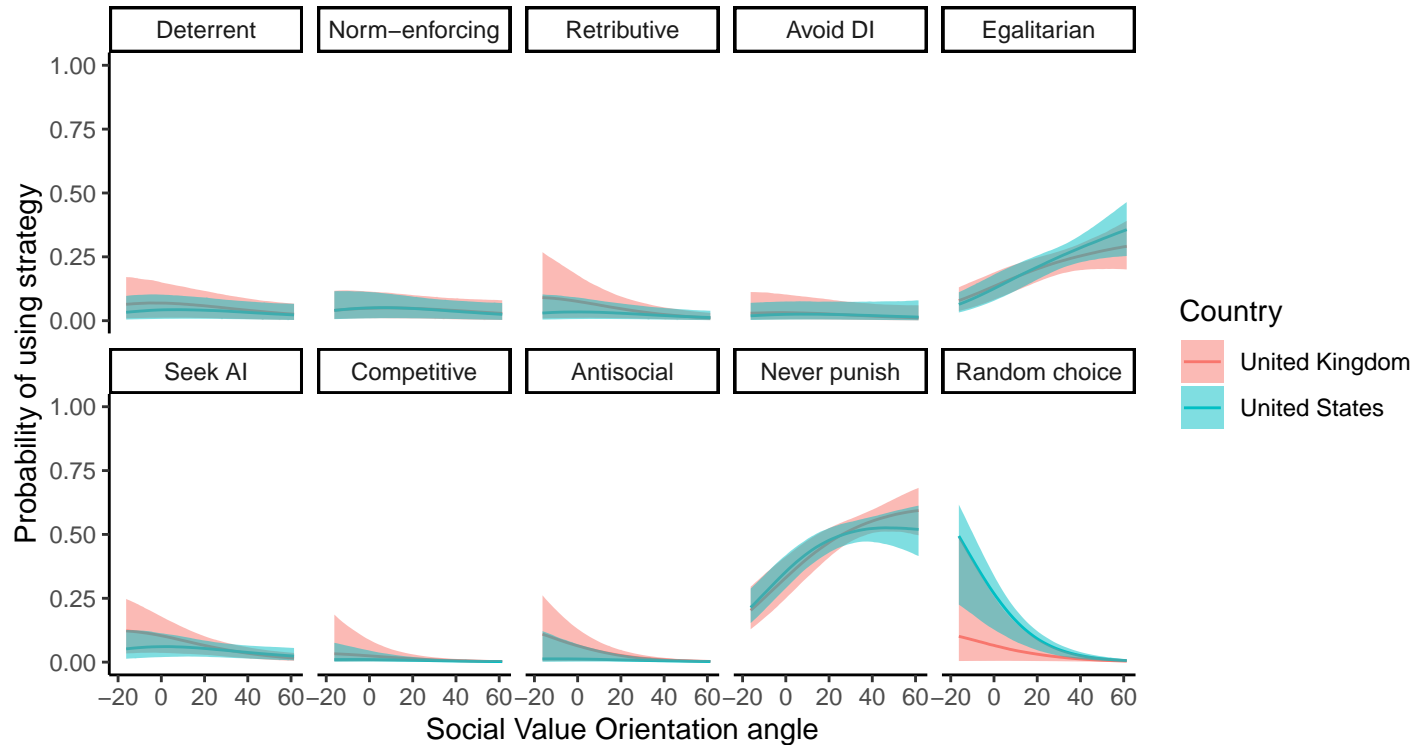 Deterrent Norm−enforcing Retributive Avoid DI Egalitarian
1.00
0.75
0.50
0.25
0.00
Seek AI Competitive Antisocial Never punish Random choice
1.00
0.75
0.50
0.25
0.00
−20 0 20 40 60 −20 0 20 40 60 −20 0 20 40 60 −20 0 20 40 60 −20 0 20 40 60
Social Value Orientation angle
Probability of using strategy
Country
United Kingdom
United States